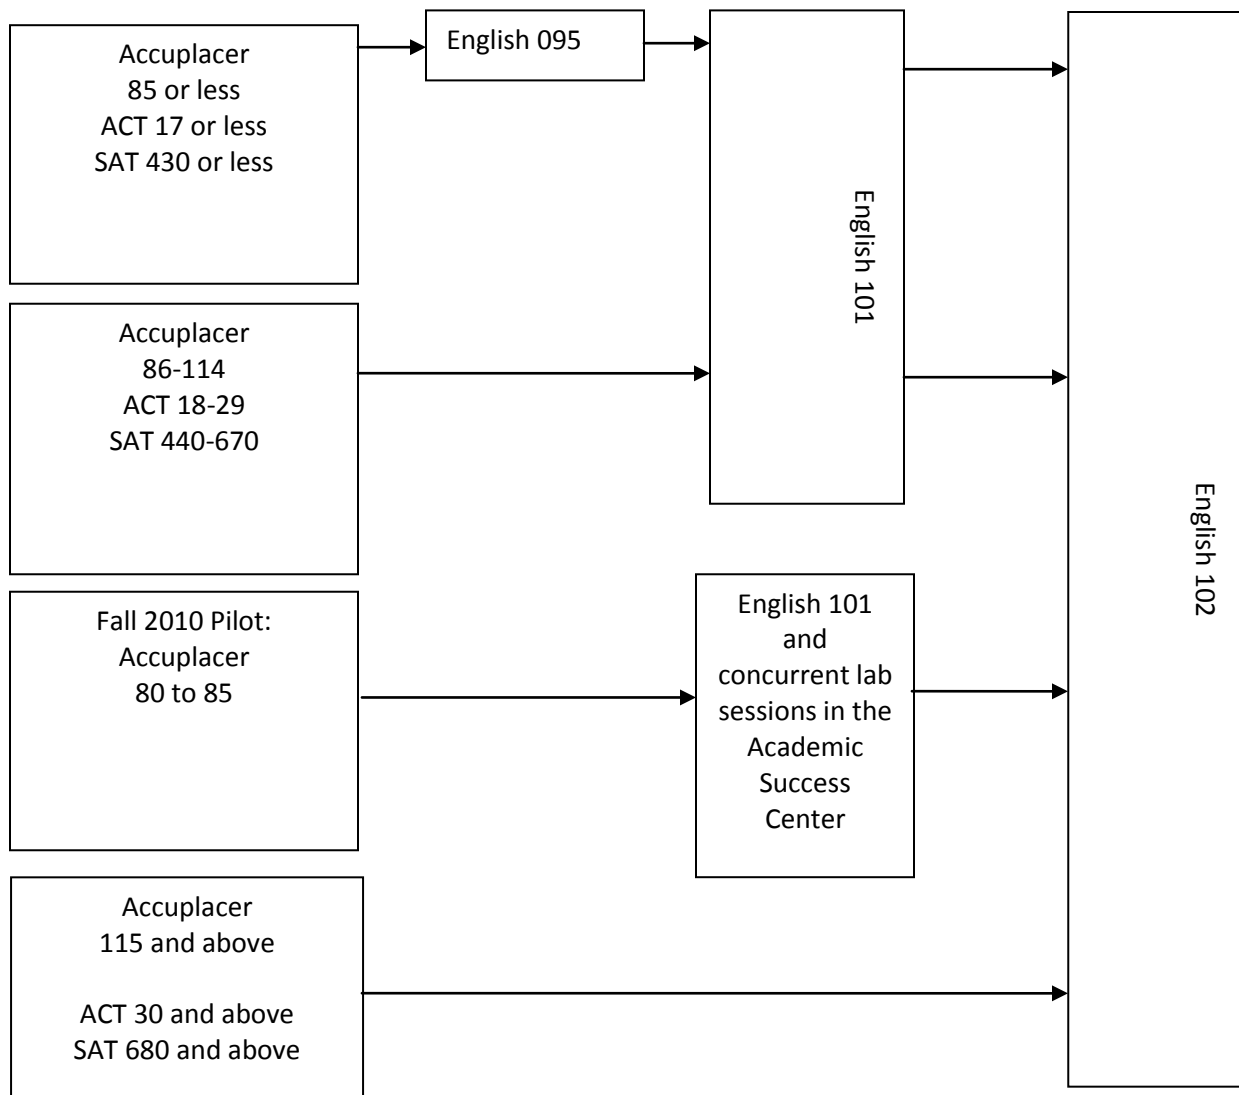 Accuplacer
85 or less
ACT 17 or less
SAT 430 or less
English 095
English 101
English 102
Accuplacer
86-114
ACT 18-29
SAT 440-670
Fall 2010 Pilot:
Accuplacer
80 to 85
English 101
and
concurrent lab
sessions in the
Academic
Success
Center
Accuplacer
115 and above
ACT 30 and above
SAT 680 and above